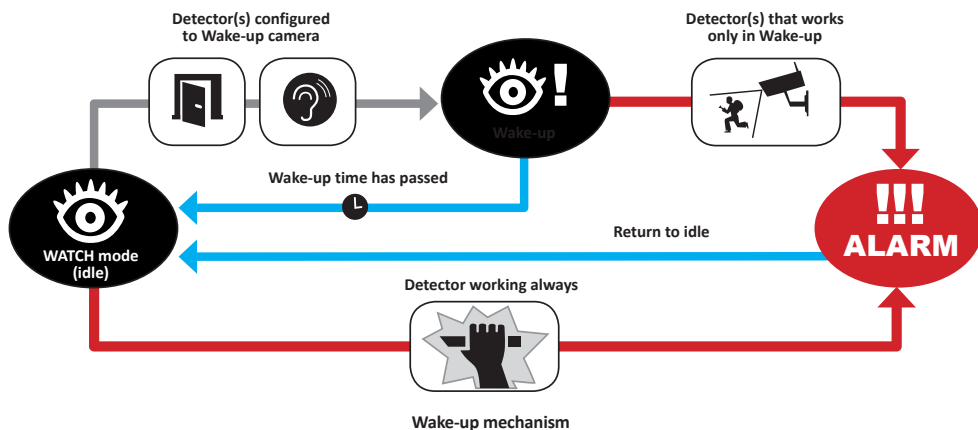 Detector(s) configured
to Wake-up camera
Detector(s) that works
only in Wake-up
!
Wake-up
Wake-up time has passed
WATCH mode
(idle)
Return to idle
!!!
ALARM
Detector working always
Wake-up mechanism